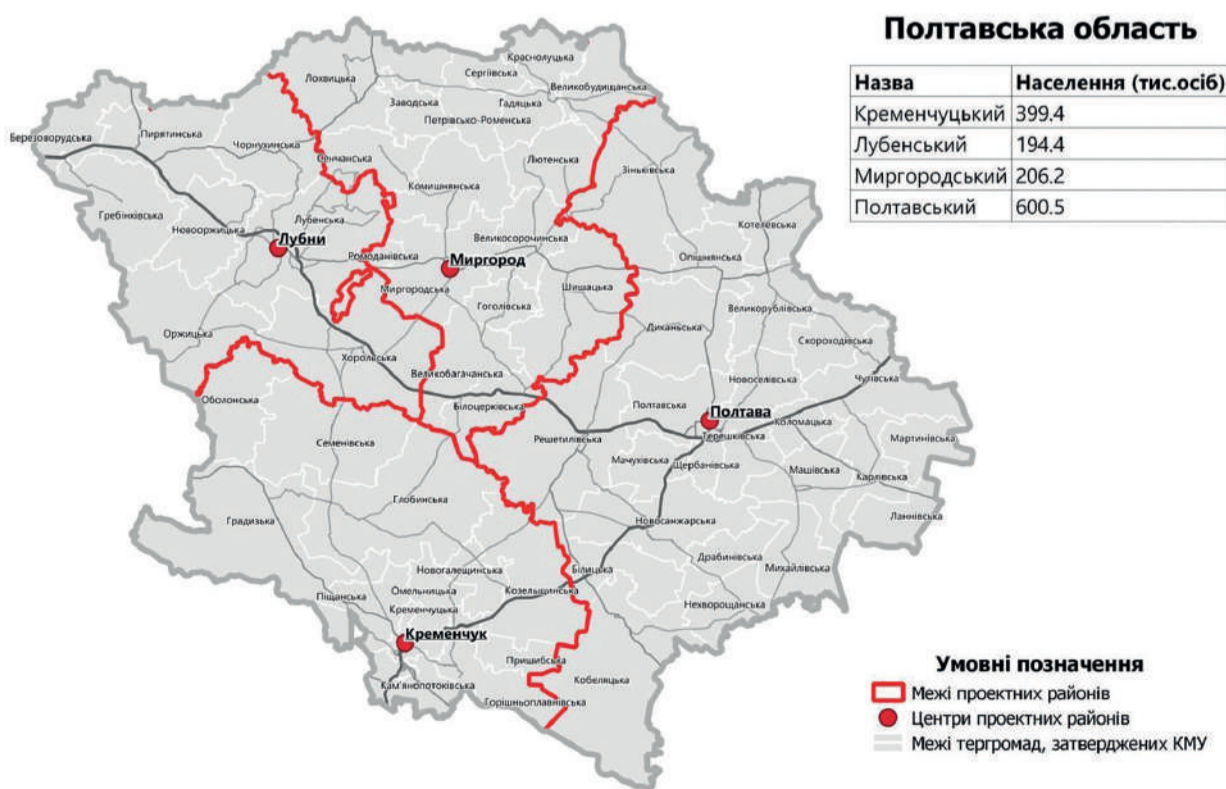 Полтавська область
Назва Населення (тис.осіб)
Кременчуцький 399.4
Лубенський 194.4
Миргородський 206.2
Полтавський 600.5
Краснолуцька
Лохвицька
Сергіївська
Великобудищанська
Заводська
Гадяцька
Петрівсько-Роменська
Березоворудська
Пирятинська
Чорнухинська
Сенчанська
Лютенська
Зіньківська
Комишнянська
Гребінківська
Лубенська
Новооржицька
Котелевська
Великосорочинська
Лубни
Ромоданівська
Миргород
Опішнянська
Миргородська
Шишацька
Гоголівська
Великорублівська
Оржицька
Диканьська
Скороходівська
Хорольська
Великобагачанська
Новоселівська
Чутівська
Оболонська
Білоцерківська
Полтавська
Полтава
Коломацька
Семенівська
Решетилівська
Терешківська
Мартинівська
Мачухівська
Щербанівська
Машівська
Карлівська
Глобинська
Ланнівська
Градизька
Новосанжарська
Драбинівська
Новогалещинська
Білицька
Михайлівська
Піщанська
Омельницька
Козельщинська
Кременчуцька
Нехворощанська
Кременчук
Пришибська
Кобеляцька
Кам'янопотоківська
Горішньоплавнівська
Умовні позначення
Межі проектних районів
Центри проектних районів
Межі тергромад, затверджених КМУ